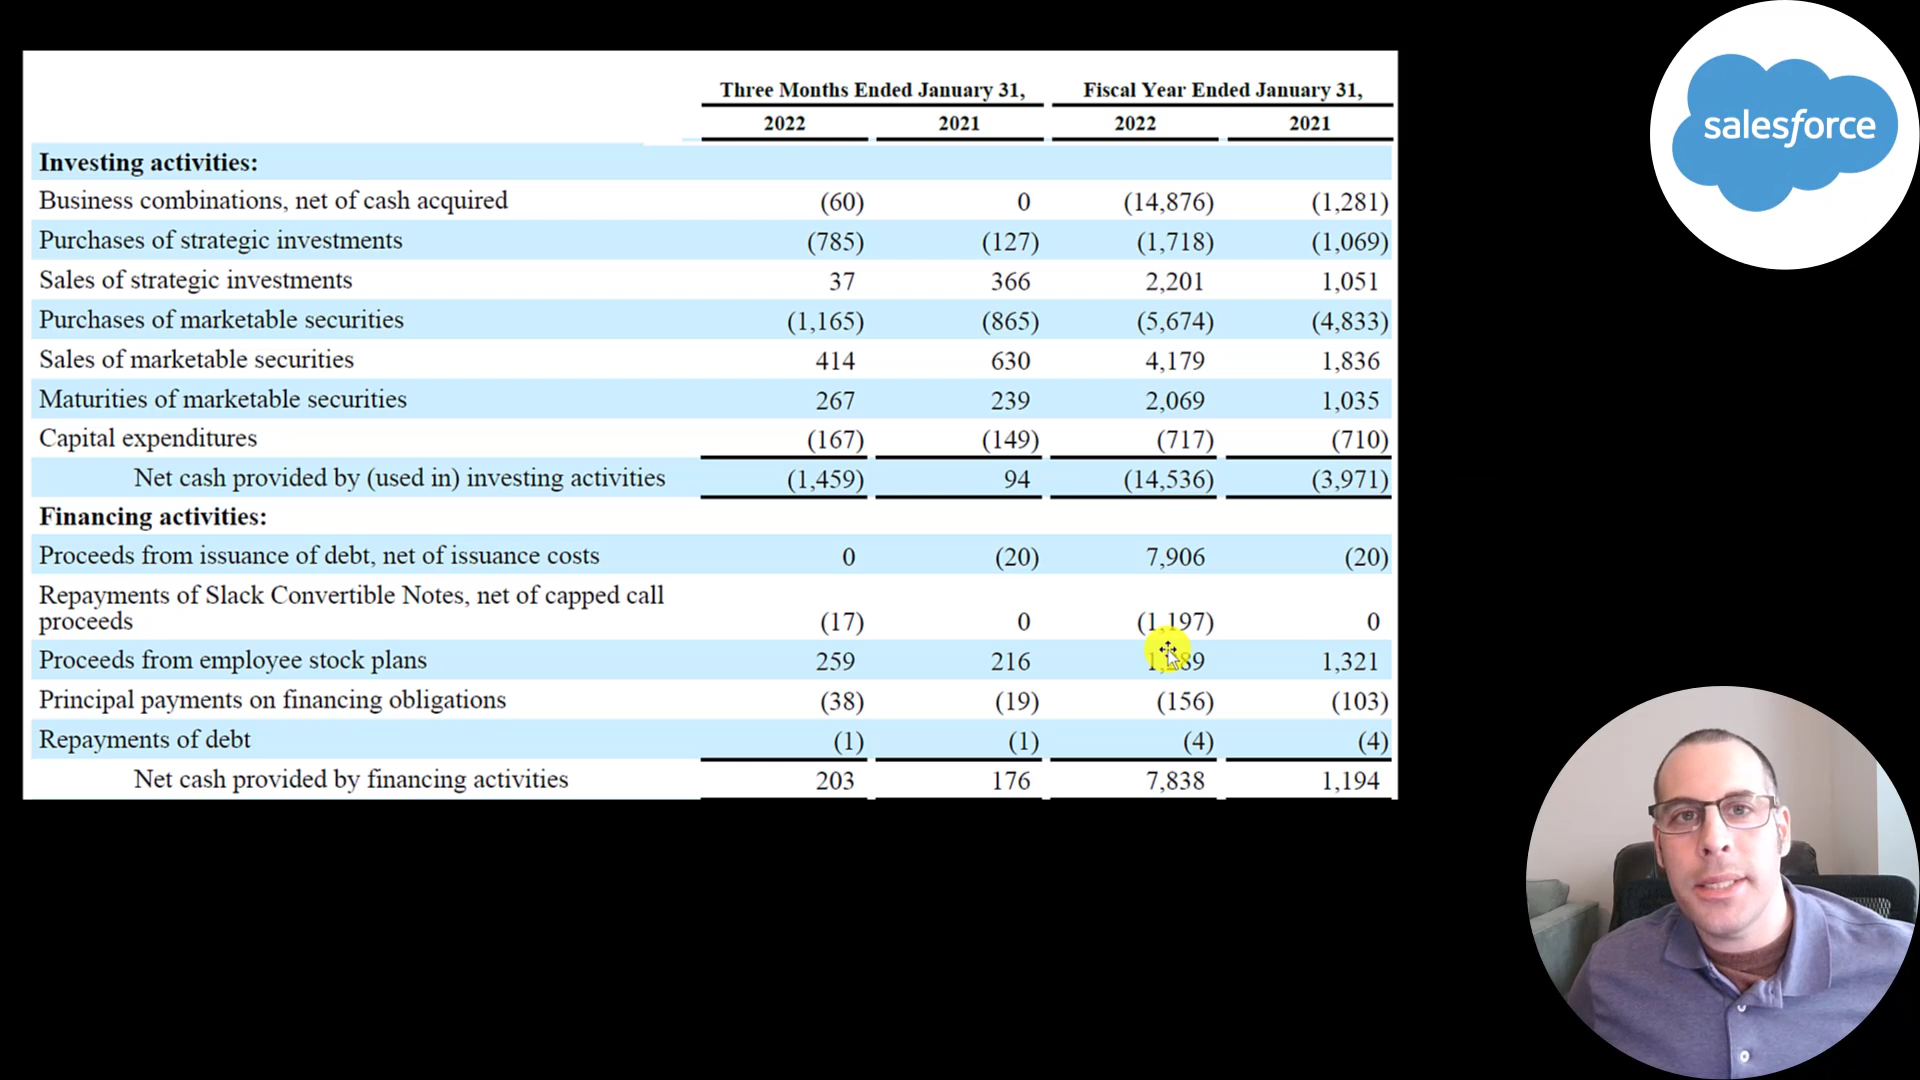 Three Months Ended January 31, Fiscal Year Ended January 31,
2022 2021 2022 2021
Investing activities:
Business combinations, net of cash acquired (60) 0 (14,876) (1,281)
Purchases of strategic investments (785) (127) (1,718) (1,069)
Sales of strategic investments 37 366 2,201 1,051
Purchases of marketable securities (1,165) (865) (5,674) (4,833)
Sales of marketable securities 414 630 4,179 1,836
Maturities of marketable securities 267 239 2,069 1,035
Capital expenditures (167) (149) (717) (710)
Net cash provided by (used in) investing activities (1,459) 94 (14,536) (3,971)
Financing activities:
Proceeds from issuance of debt, net of issuance costs 0 (20) 7,906 (20)
Repayments of Slack Convertible Notes, net of capped call
proceeds (17) 0 (1,197) 0
Proceeds from employee stock plans 259 216 1,321
Principal payments on financing obligations (38) (19) (156) (103)
Repayments of debt (1) (1) (4) (4)
Net cash provided by financing activities 203 176 7,838 1,194
salesforce